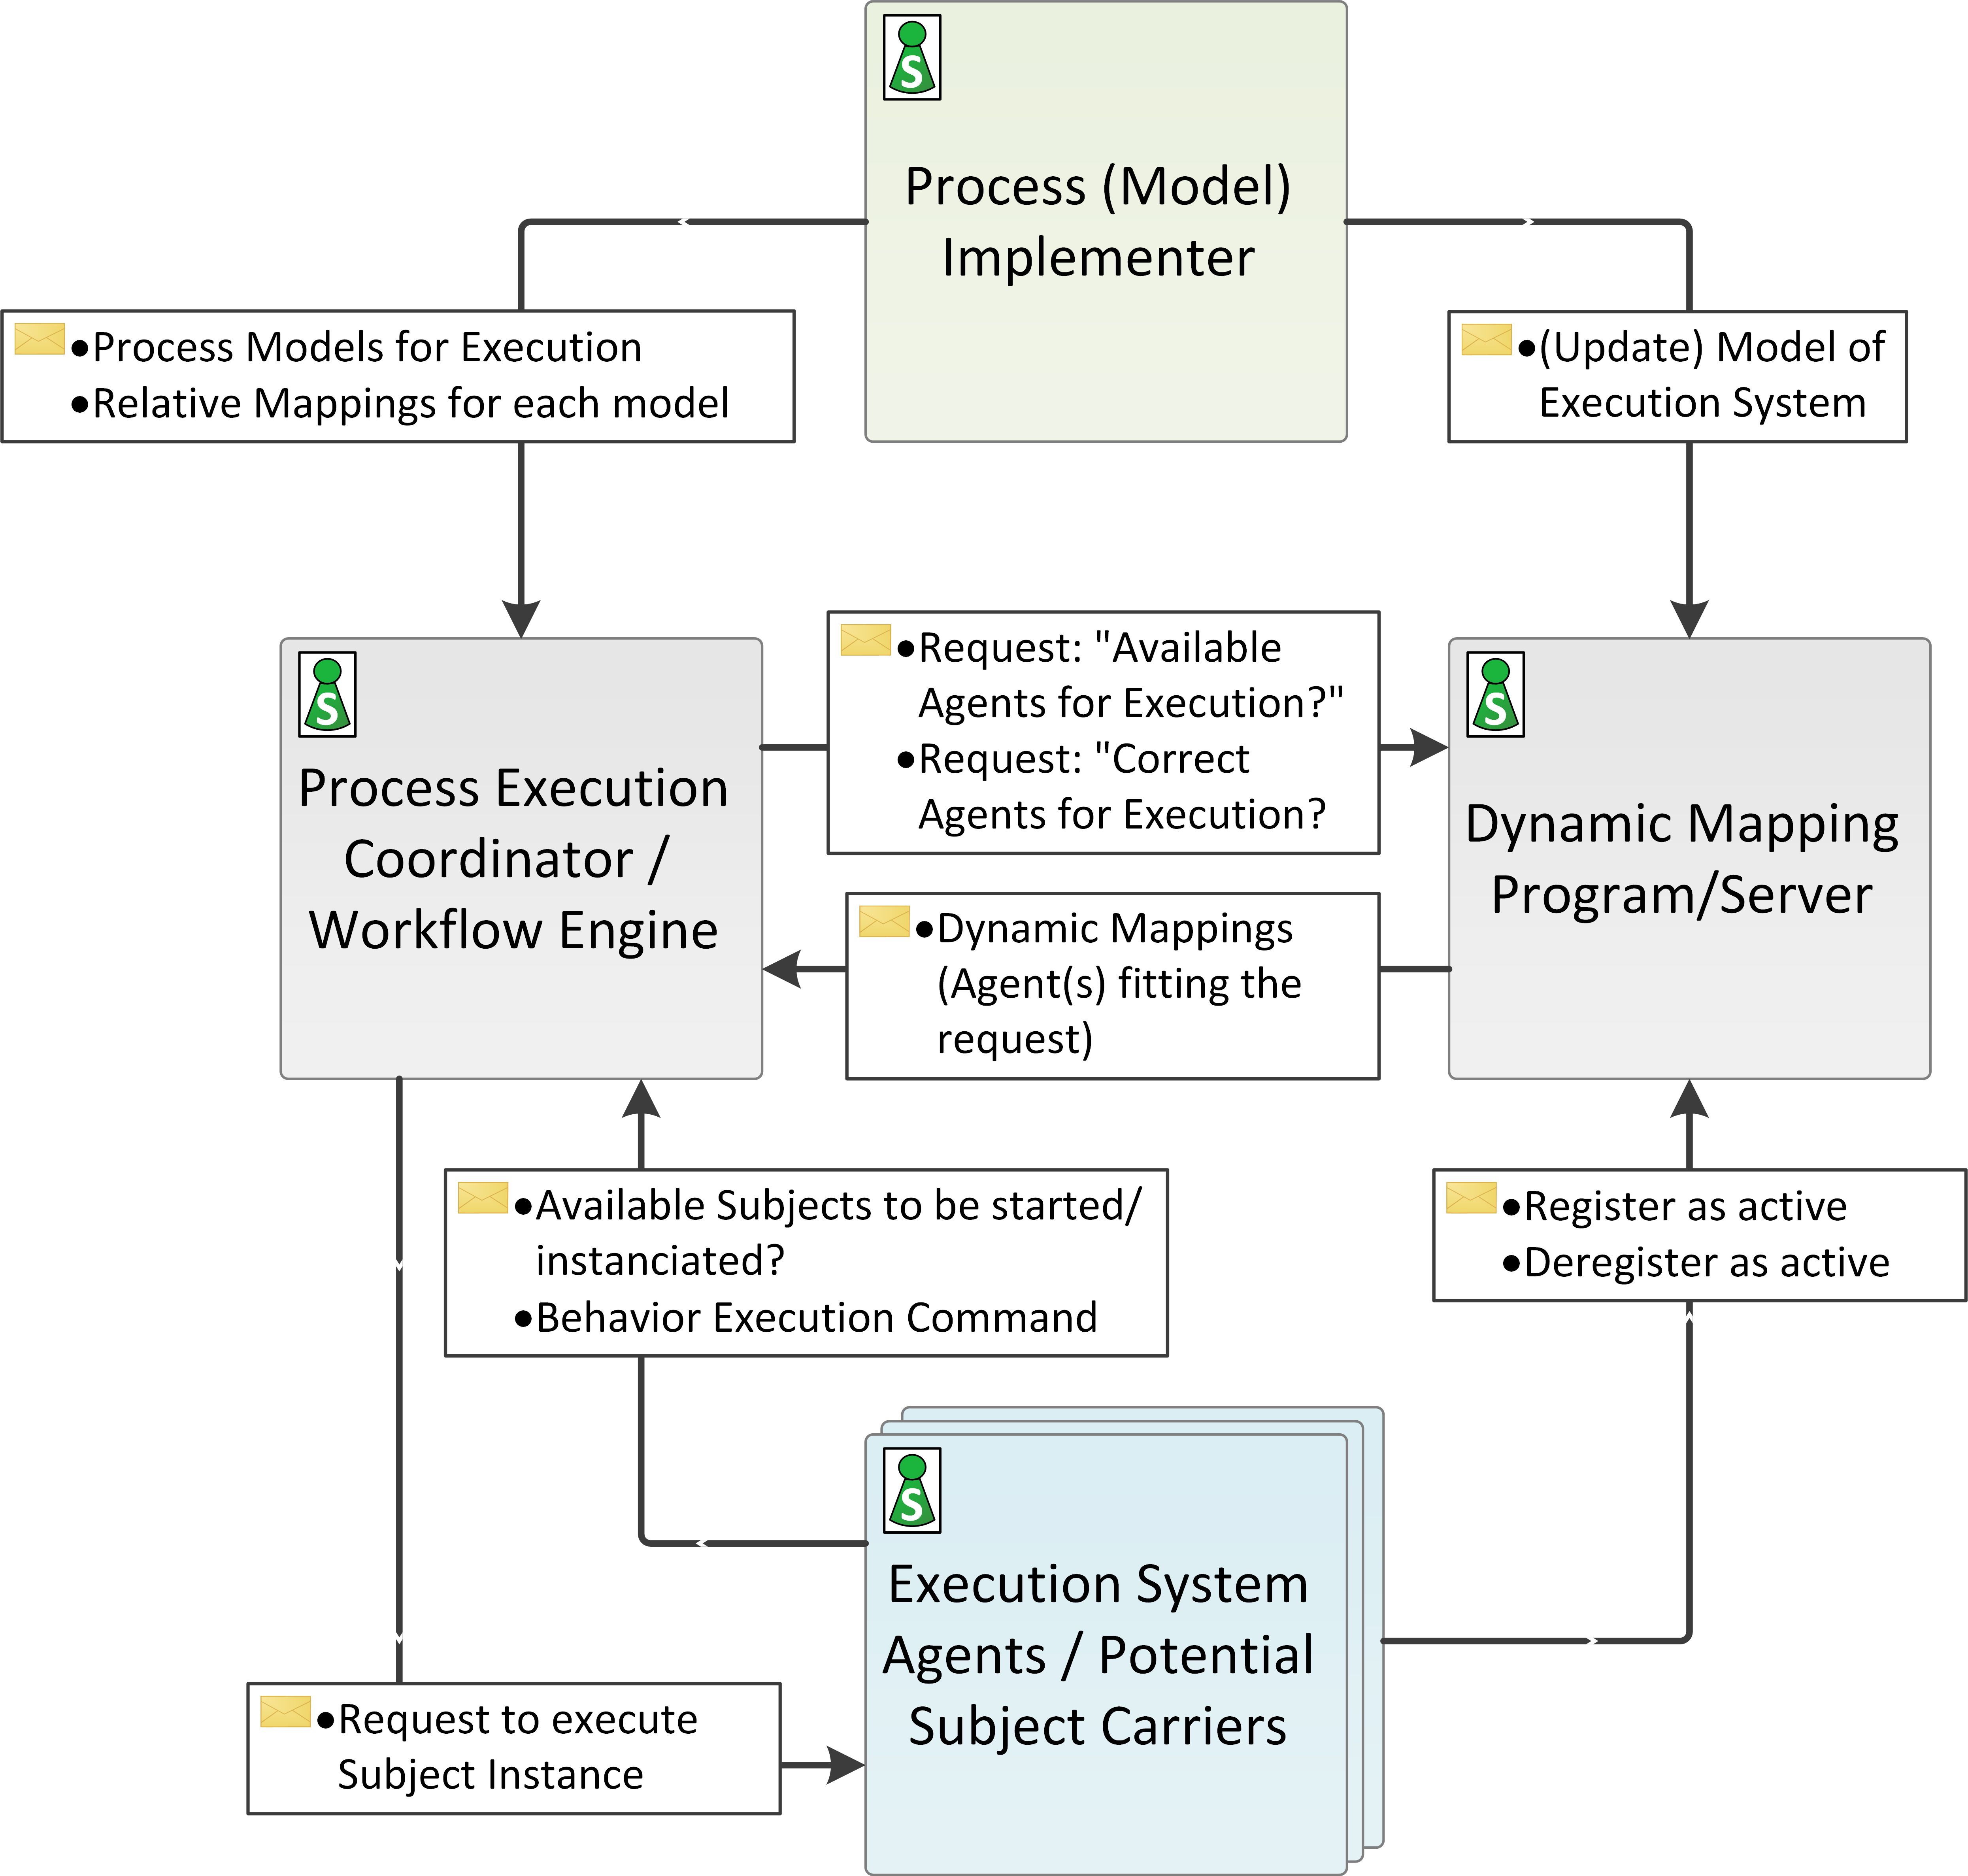 S
Process (Model)
Implementer
•Process Models for Execution
•Relative Mappings for each model
•(Update) Model of
Execution System
S
Process Execution
Coordinator /
Workflow Engine
•Request: "Available
Agents for Execution?"
•Request: "Correct
Agents for Execution?
S
Dynamic Mapping
Program/Server
•Dynamic Mappings
(Agent(s) fitting the
request)
•Available Subjects to be started/
instanciated?
•Behavior Execution Command
•Register as active
•Deregister as active
S
Execution System
Agents / Potential
Subject Carriers
•Request to execute
Subject Instance